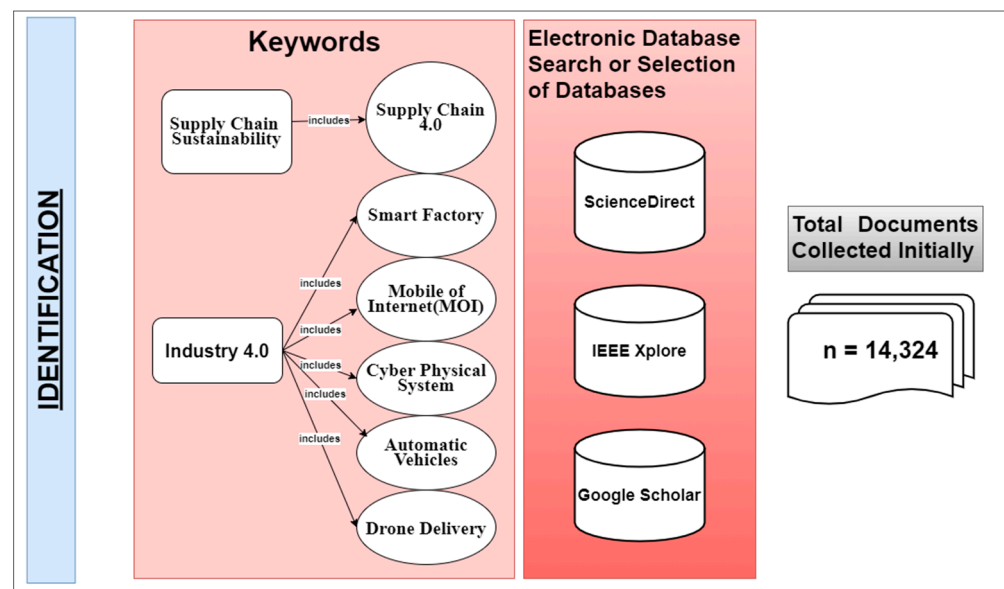 IDENTIFICATION
Keywords
Supply Chain
Sustainability
includes
Supply Chain
4.0
Industry 4.0
includes
Smart Factory
includes
Mobile of
Internet(MOI)
includes
Cyber Physical
System
includes
Automatic
Vehicles
includes
Drone Delivery
Electronic Database
Search or Selection
of Databases
ScienceDirect
IEEE Xplore
Google Scholar
Total Documents
Collected Initially
n = 14,324